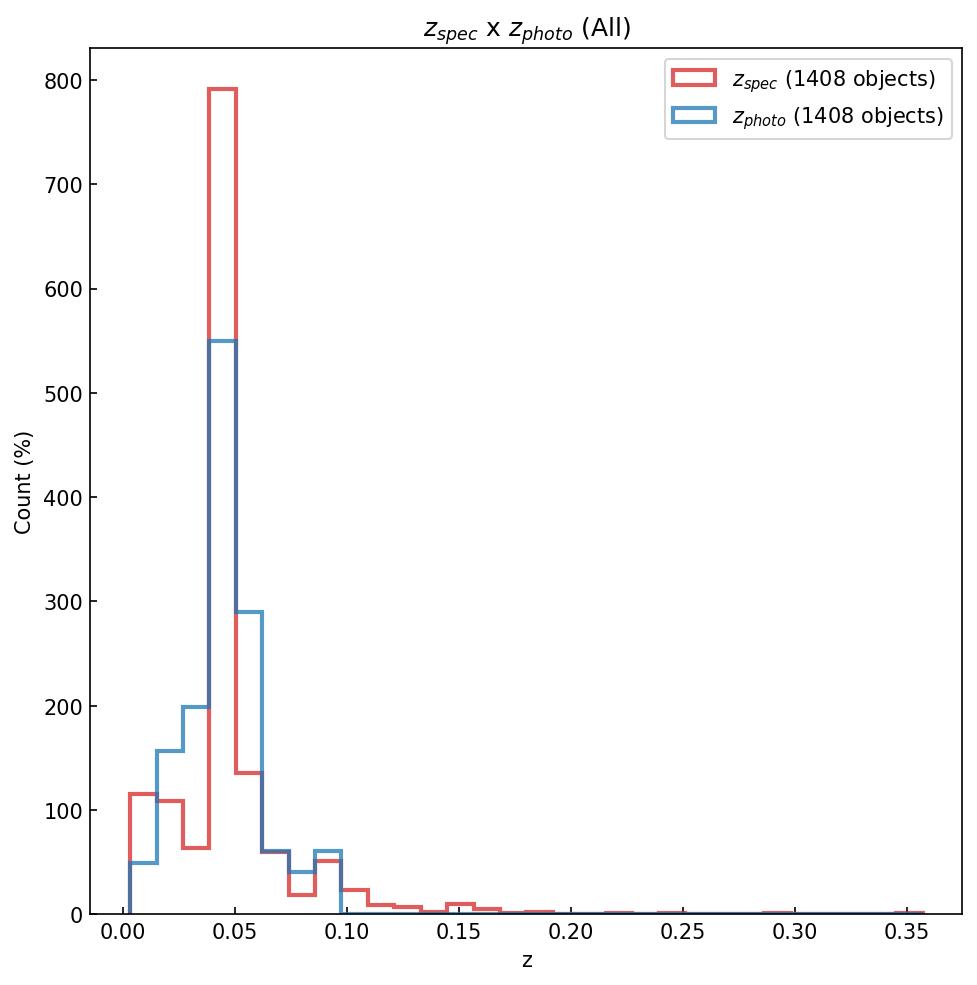 z_spec x z_photo (All)
z_spec (1408 objects)
z_photo (1408 objects)
Count (%)
800
700
600
500
400
300
200
100
0
0.00 0.05 0.10 0.15 0.20 0.25 0.30 0.35
z